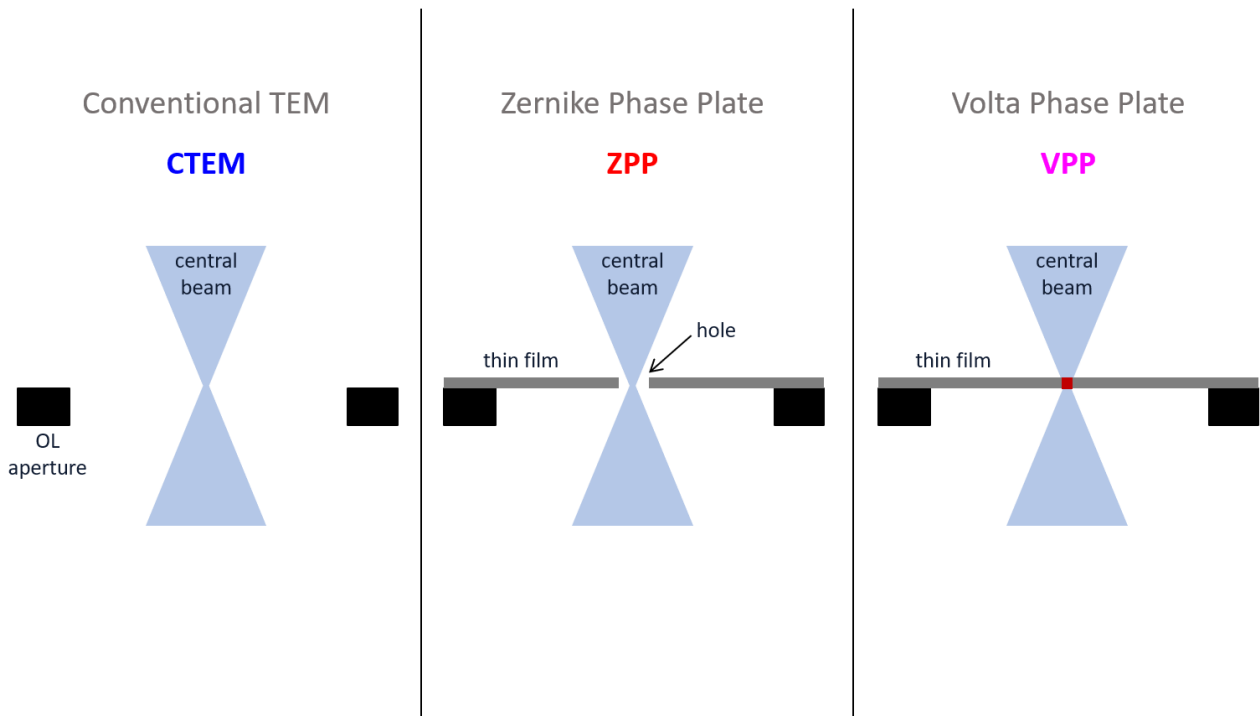 Conventional TEM
CTEM
central
beam
OL
aperture
Zernike Phase Plate
ZPP
central
beam
hole
thin film
Volta Phase Plate
VPP
central
beam
thin film